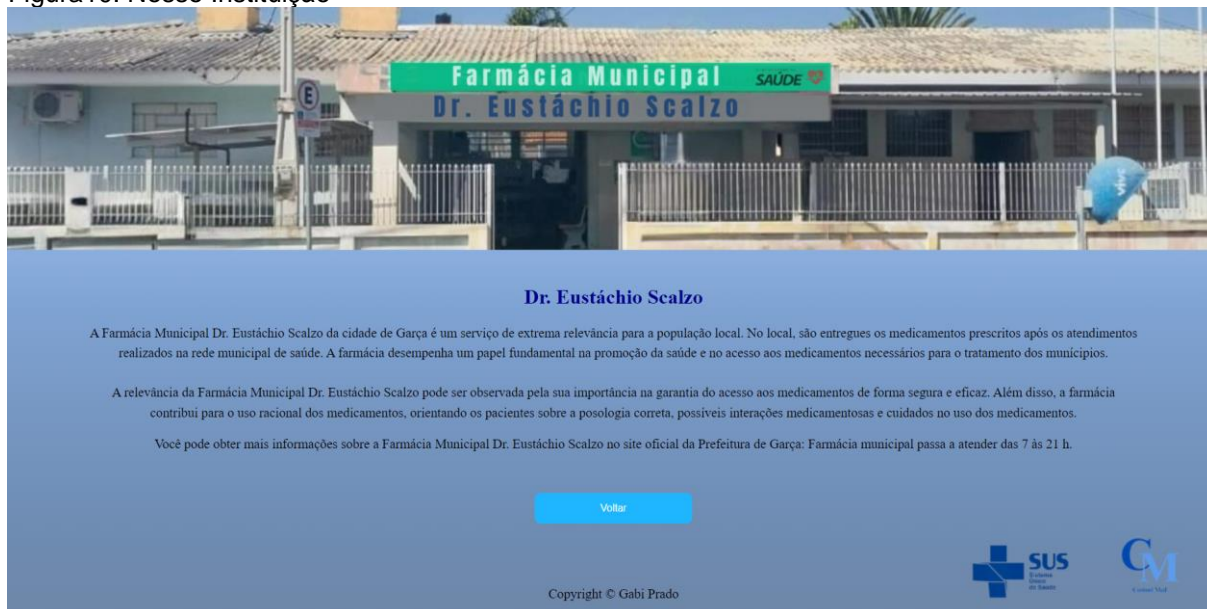 Figura10: Nosso Instituição
Farmácia Municipal
SAÚDE
Dr. Eustáchio Scalzo
E
vivo
Dr. Eustáchio Scalzo
A Farmácia Municipal Dr. Eustáchio Scalzo da cidade de Garça é um serviço de extrema relevância para a população local. No local, são entregues os medicamentos prescritos após os atendimentos
realizados na rede municipal de saúde. A farmácia desempenha um papel fundamental na promoção da saúde e no acesso aos medicamentos necessários para o tratamento dos munícipios.
A relevância da Farmácia Municipal Dr. Eustáchio Scalzo pode ser observada pela sua importância na garantia do acesso aos medicamentos de forma segura e eficaz. Além disso, a farmácia
contribui para o uso racional dos medicamentos, orientando os pacientes sobre a posologia correta, possíveis interações medicamentosas e cuidados no uso dos medicamentos.
Você pode obter mais informações sobre a Farmácia Municipal Dr. Eustáchio Scalzo no site oficial da Prefeitura de Garça: Farmácia municipal passa a atender das 7 às 21 h.
Voltar
SUS
Sistema
Único
de Saúde
CM
Copyright © Gabi Prado